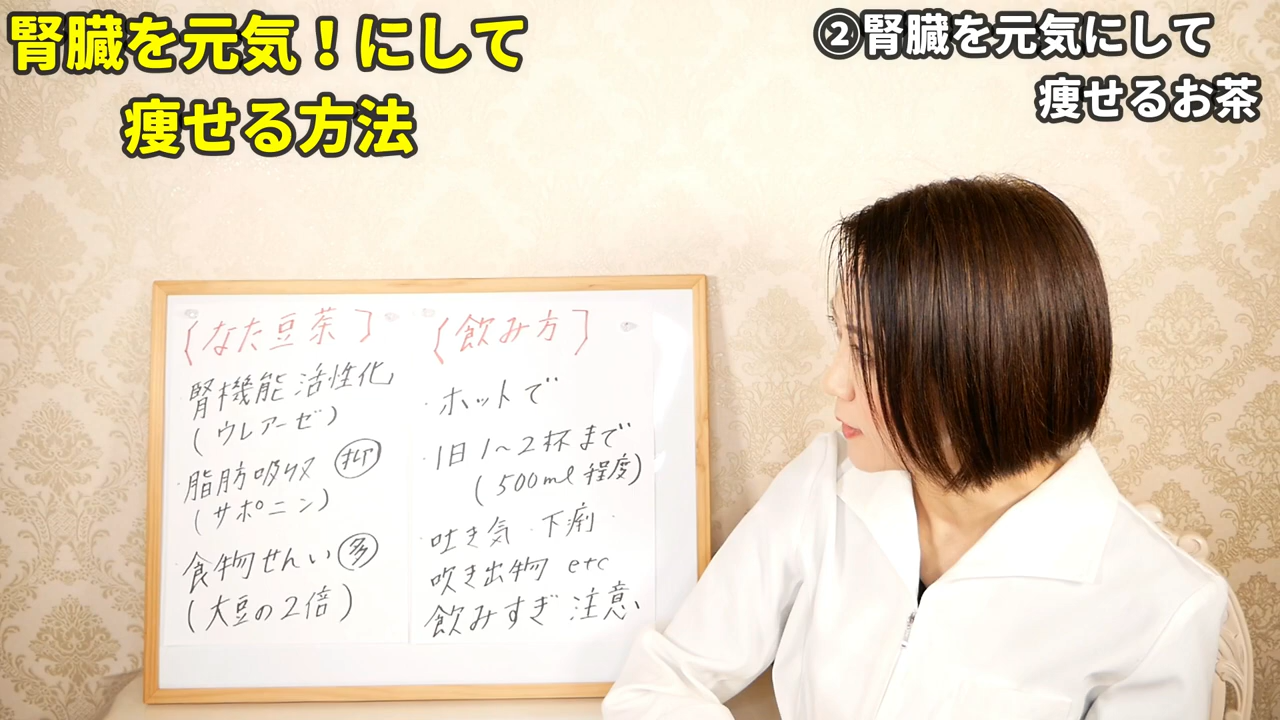 腎臓を元気！にして
痩せる方法
②腎臓を元気にして
痩せるお茶
〈なた豆茶〕
腎機能活性化
(ウレアーゼ)
・脂肪吸収 抑
(サポニン)
食物せんい多
(大豆の2倍)
〈飲み方〕
・ホットで
・1日1〜2杯まで
(500ml程度)
・吐き気・下痢・
吹き出物 etc
飲みすぎ注意